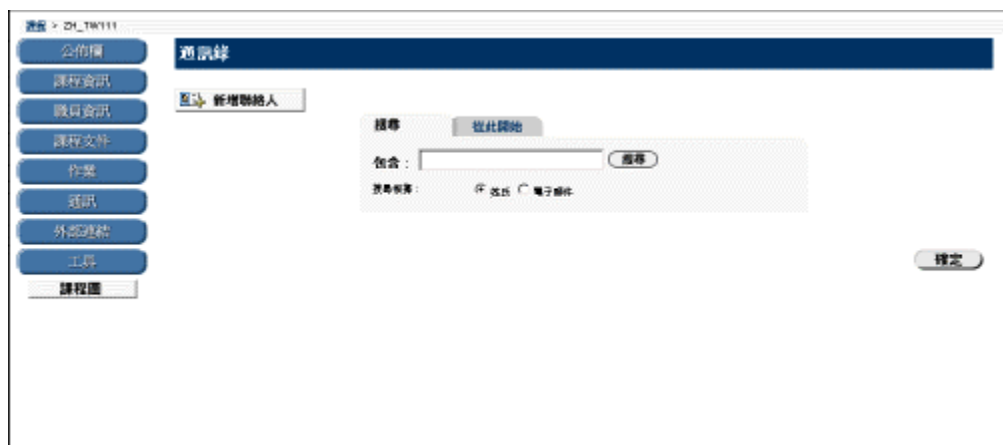 課程 > ZH_TW111
公佈欄
課程資訊
職員資訊
課程文件
作業
通訊
外部連結
工具
課程圖
通訊錄
新增聯絡人
搜尋 從此開始
包含: 搜尋
搜尋依據: 姓氏 電子郵件
確定